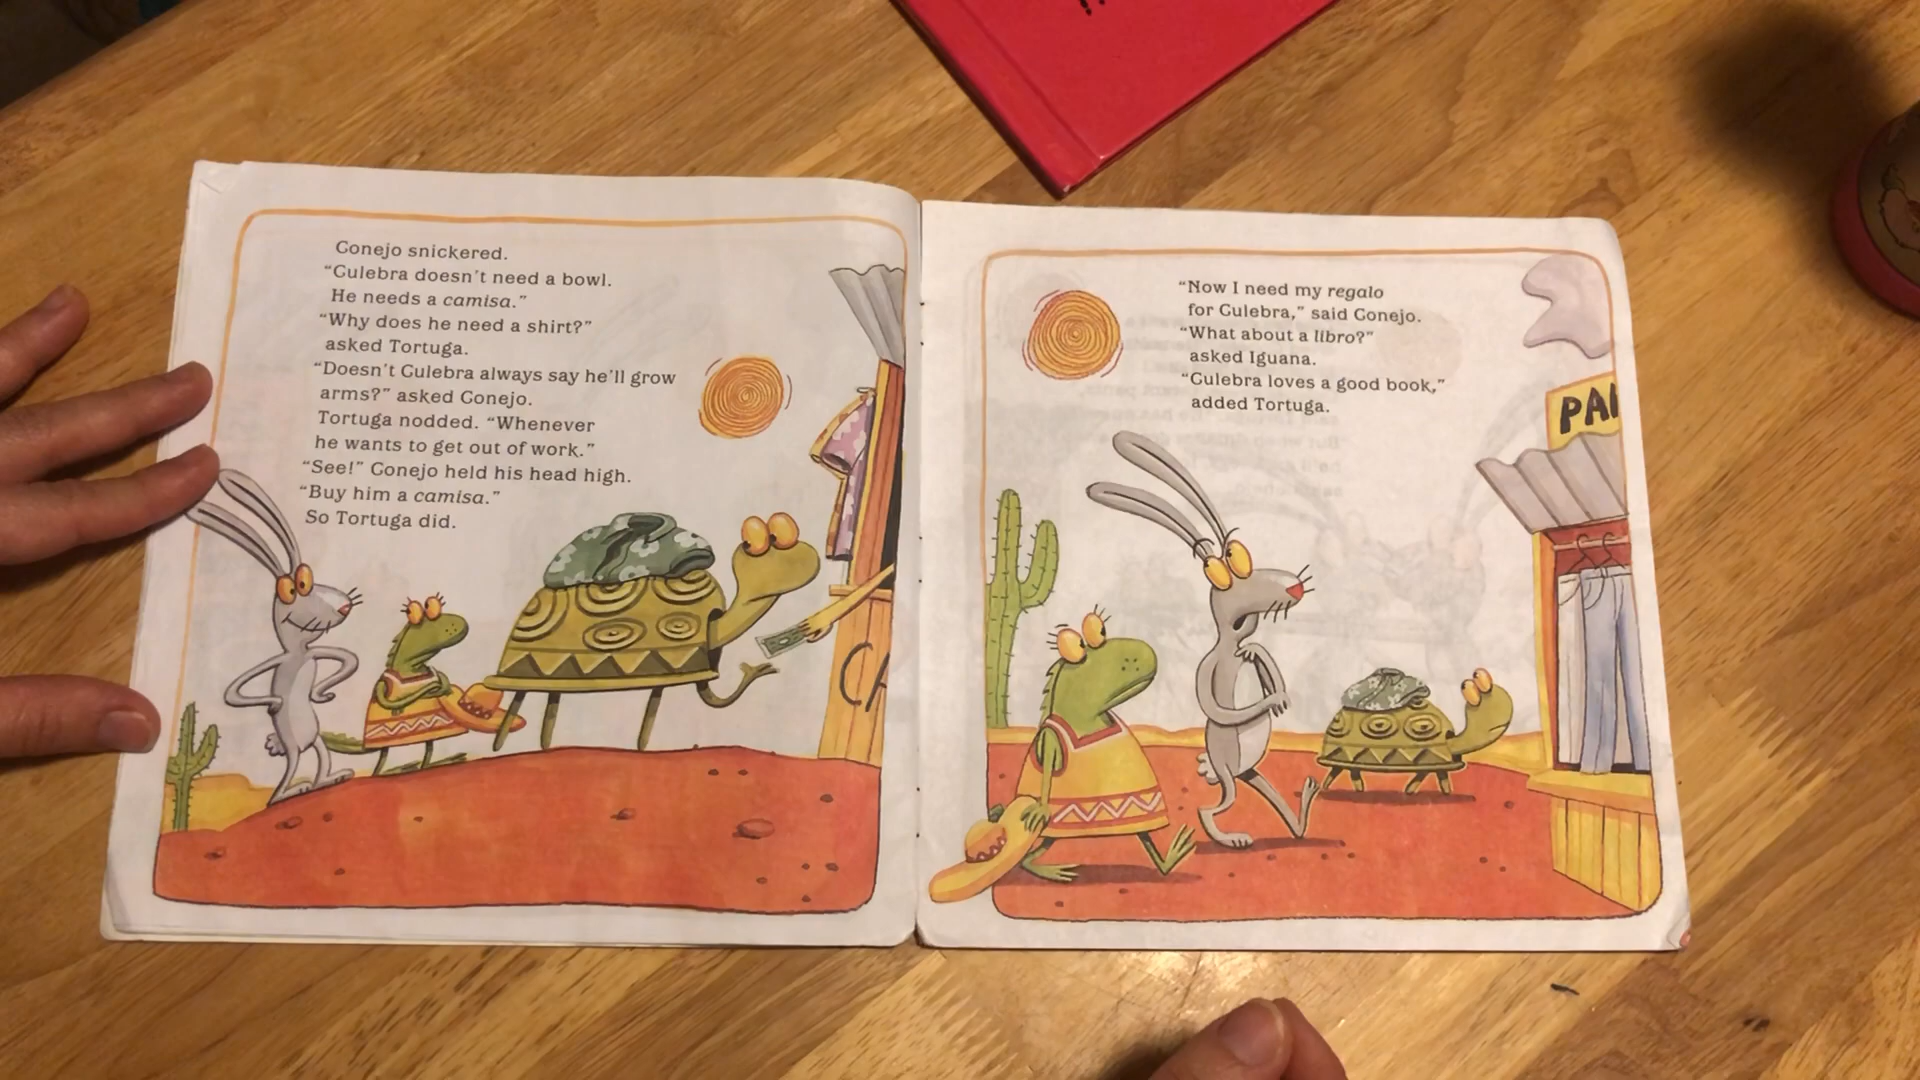 Conejo snickered.
“Culebra doesn’t need a bowl.
He needs a camisa.”
“Why does he need a shirt?”
asked Tortuga.
“Doesn’t Culebra always say he’ll grow
arms?” asked Conejo.
Tortuga nodded. “Whenever
he wants to get out of work.”
“See!” Conejo held his head high.
“Buy him a camisa.”
So Tortuga did.
CA
“Now I need my regalo
for Culebra,” said Conejo.
“What about a libro?”
asked Iguana.
“Culebra loves a good book,”
added Tortuga.
PAN